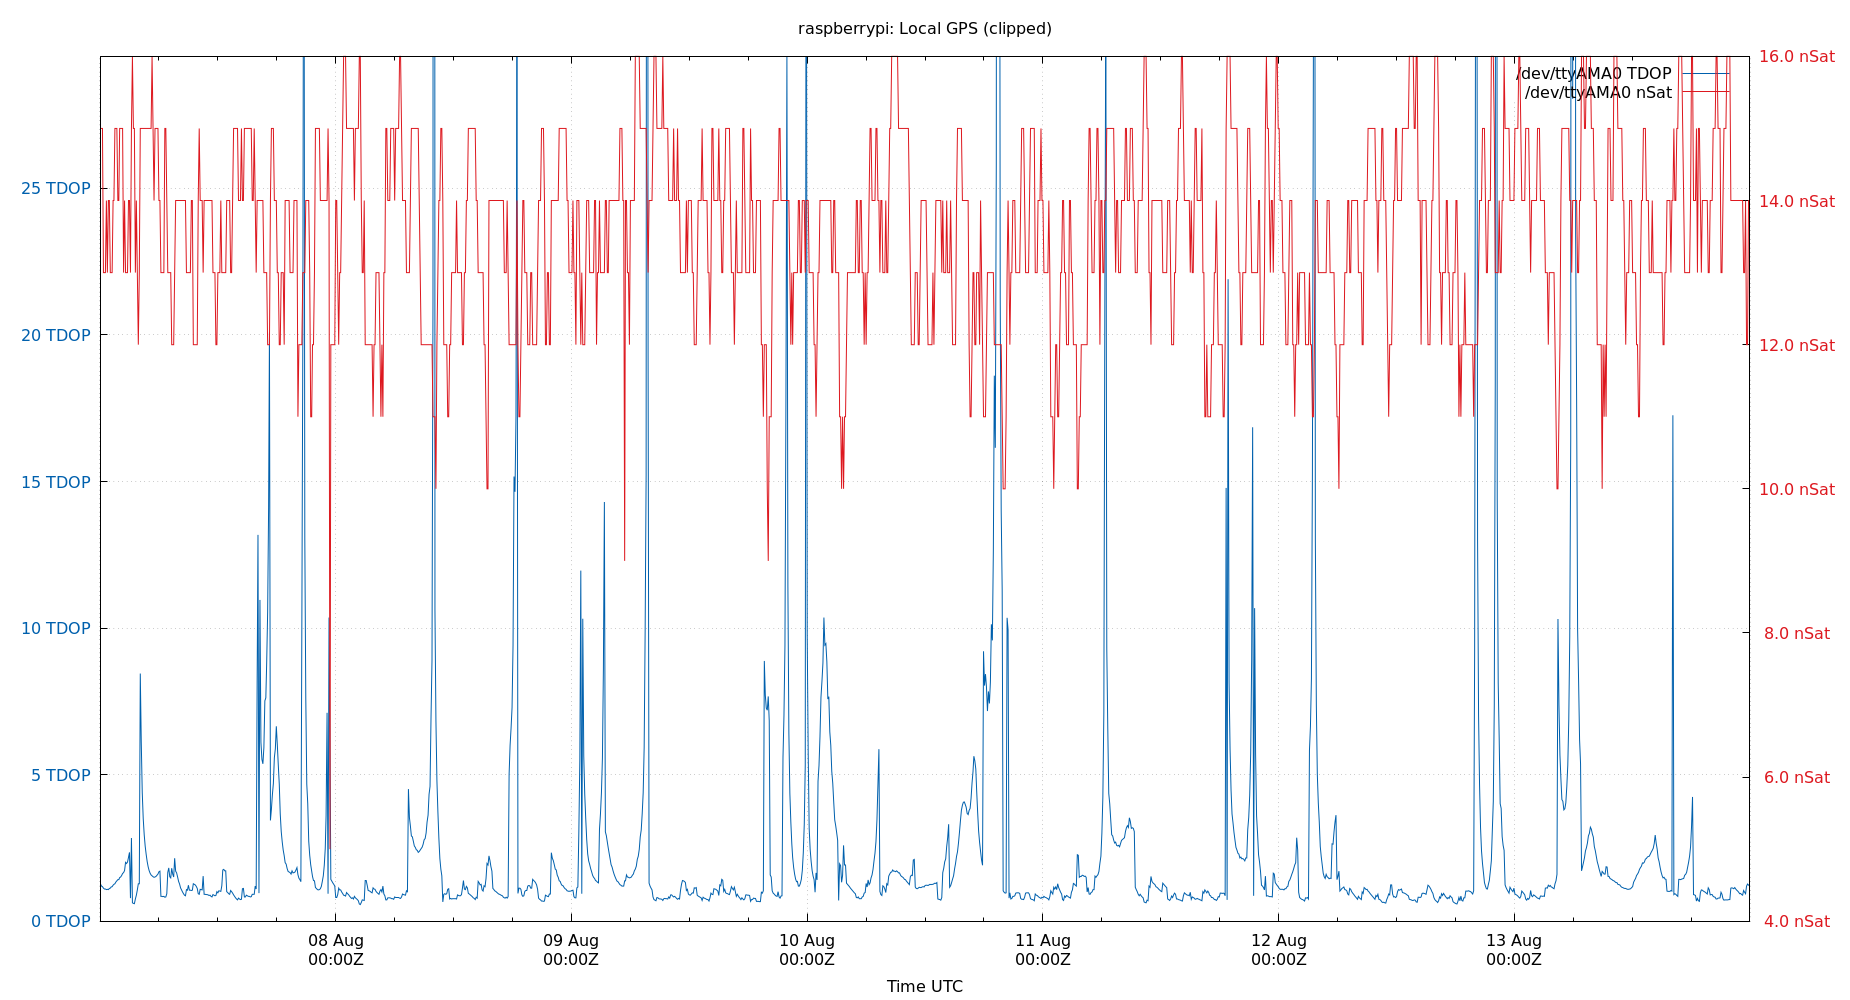 raspberrypi: Local GPS (clipped)
16.0 nSat
/dev/ttyAMA0 TDOP
/dev/ttyAMA0 nSat
25 TDOP
14.0 nSat
20 TDOP
12.0 nSat
15 TDOP
10.0 nSat
10 TDOP
8.0 nSat
5 TDOP
6.0 nSat
0 TDOP
4.0 nSat
08 Aug
00:00Z
09 Aug
00:00Z
10 Aug
00:00Z
11 Aug
00:00Z
12 Aug
00:00Z
13 Aug
00:00Z
Time UTC